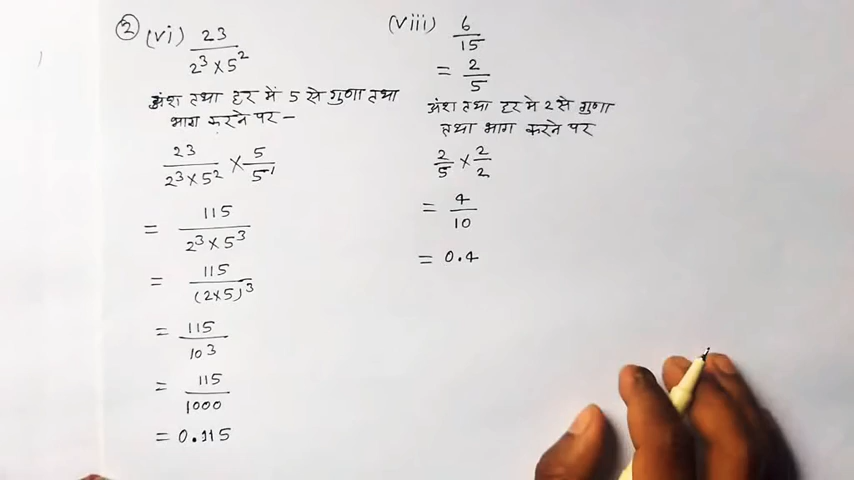 ② (vi) 23/(2³ × 5²)
अंश तथा हर में 5 से गुणा तथा
भाग करने पर –
23/(2³ × 5²) × 5/5¹
= 115/(2³ × 5³)
= 115/(2×5)³
= 115/10³
= 115/1000
= 0.115
(viii) 6/15
= 2/5
अंश तथा हर मे 2 से गुणा
तथा भाग करने पर
2/5 × 2/2
= 4/10
= 0.4